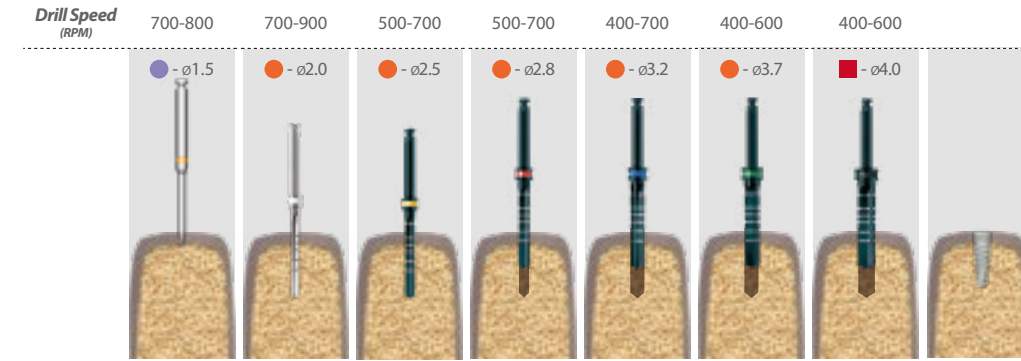 Drill Speed
(RPM)
700-800 700-900 500-700 500-700 400-700 400-600 400-600
- ø1.5 - ø2.0 - ø2.5 - ø2.8 - ø3.2 - ø3.7 - ø4.0